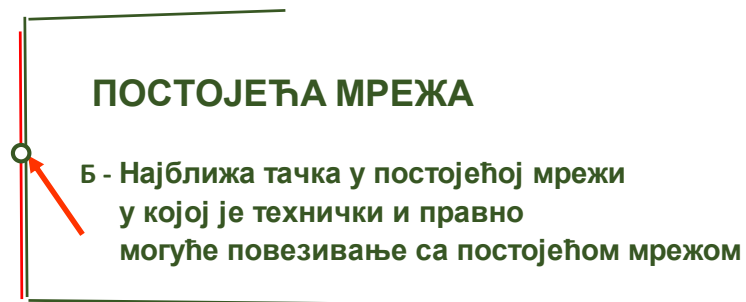 ПОСТОЈЕЋА МРЕЖА
Б - Најближа тачка у постојећој мрежи
у којој је технички и правно
могуће повезивање са постојећом мрежом